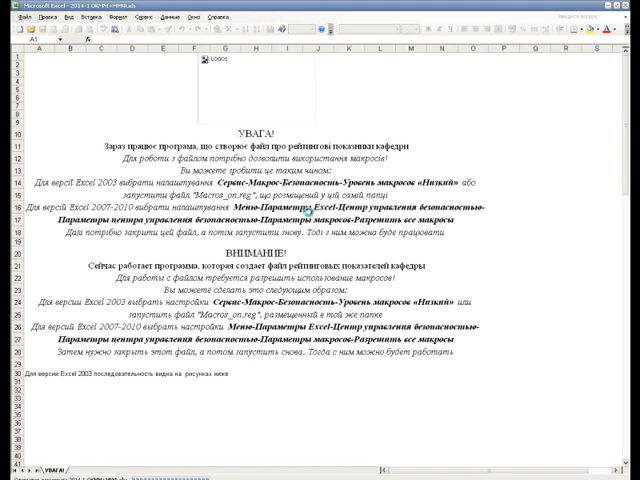 Microsoft Excel - 2014-1 ОКММ+ММиК.xls
Файл Правка Вид Вставка Формат Сервис Данные Окно Справка
Введите вопрос
A1
A B C D E F G H I J K L M N O P Q R S
LOGO1
УВАГА!
Зараз працює програма, що створює файл про рейтингові показники кафедри
Для роботи з файлом потрібно дозволити використання макросів!
Ви можете зробити це таким чином:
Для версії Excel 2003 вибрати налаштування Сервис-Макрос-Безопасность-Уровень макросов «Низкий» або
запустити файл "Macros_on.reg", що розміщений у цій самій папці
Для версій Excel 2007-2010 вибрати налаштування Меню-Параметры Excel-Центр управления безопасностью-
Параметры центра управления безопасностью-Параметры макросов-Разрешить все макросы
Далі потрібно закрити цей файл, а потім запустити знову. Тоді з ним можна буде працювати
ВНИМАНИЕ!
Сейчас работает программа, которая создает файл рейтинговых показателей кафедры
Для работы с файлом требуется разрешить использование макросов!
Вы можете сделать это следующим образом:
Для версии Excel 2003 выбрать настройки Сервис-Макрос-Безопасность-Уровень макросов «Низкий» или
запустить файл "Macros_on.reg", размещенный в той же папке
Для версий Excel 2007-2010 выбрать настройки Меню-Параметры Excel-Центр управления безопасностью-
Параметры центра управления безопасностью-Параметры макросов-Разрешить все макросы
Затем нужно закрыть этот файл, а потом запустить снова. Тогда с ним можно будет работать
Для версии Excel 2003 последовательность видна на рисунках ниже
УВАГА!